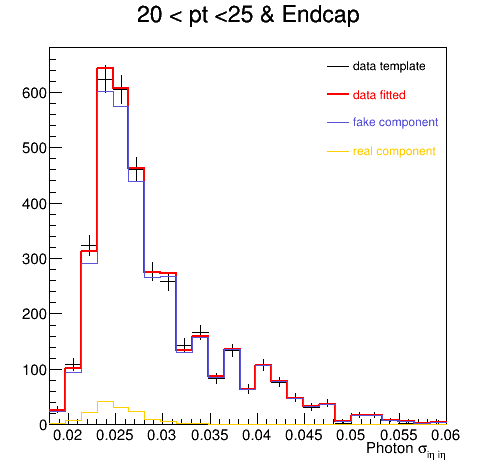 20 < pt <25 & Endcap
data template
data fitted
fake component
real component
600
500
400
300
200
100
0
0.02 0.025 0.03 0.035 0.04 0.045 0.05 0.055 0.06
Photon σiη iη